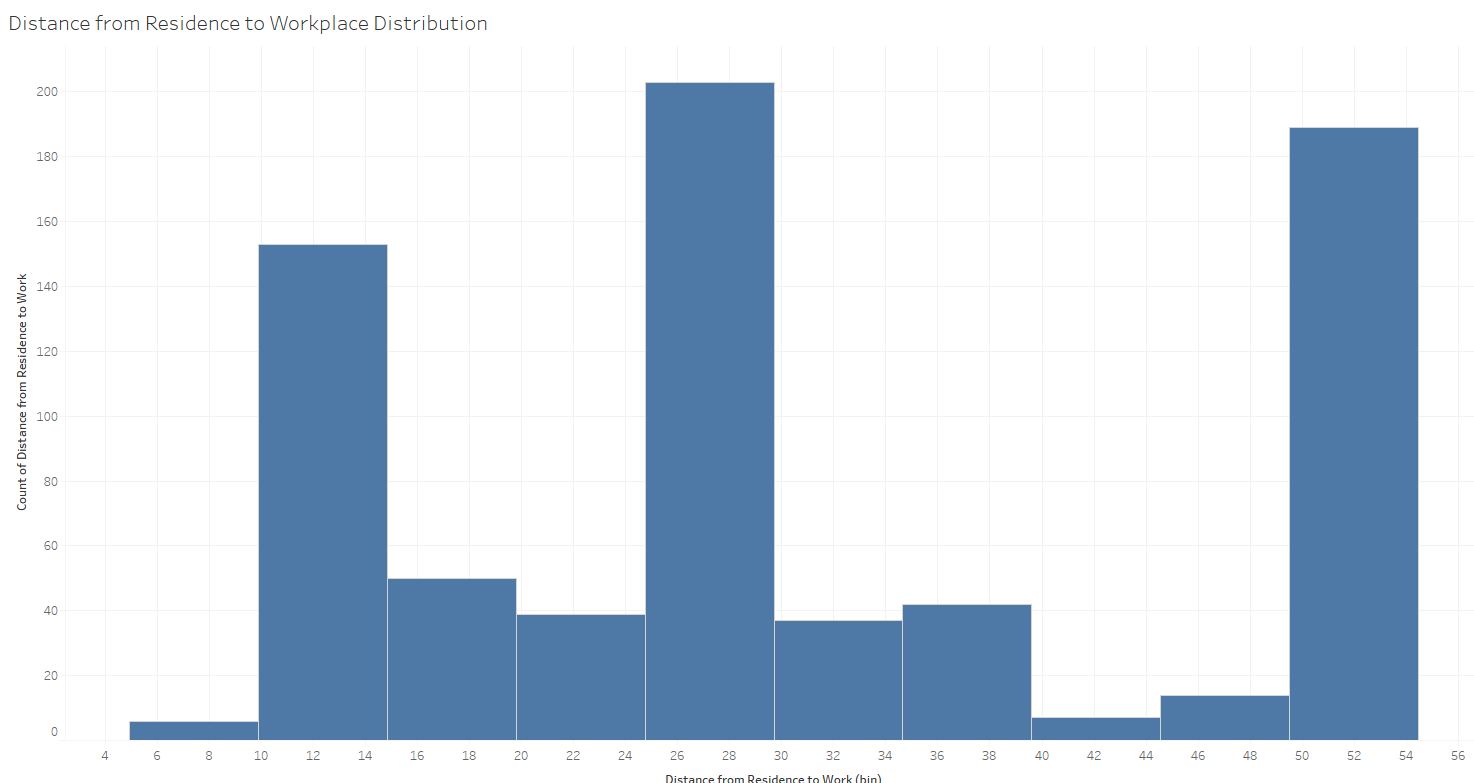 Distance from Residence to Workplace Distribution
Count of Distance from Residence to Work
200
180
160
140
120
100
80
60
40
20
0
4 6 8 10 12 14 16 18 20 22 24 26 28 30 32 34 36 38 40 42 44 46 48 50 52 54 56
Distance from Residence to Work (bin)